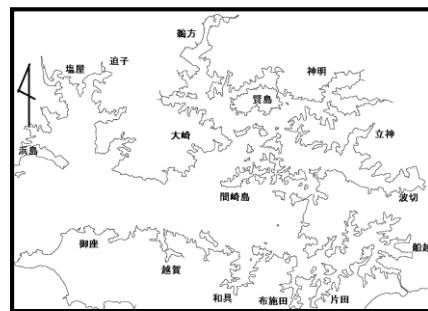 鵜方
塩屋
迫子
神明
賢島
浜島
大崎
立神
間崎島
波切
御座
船越
越賀
和具
布施田
片田